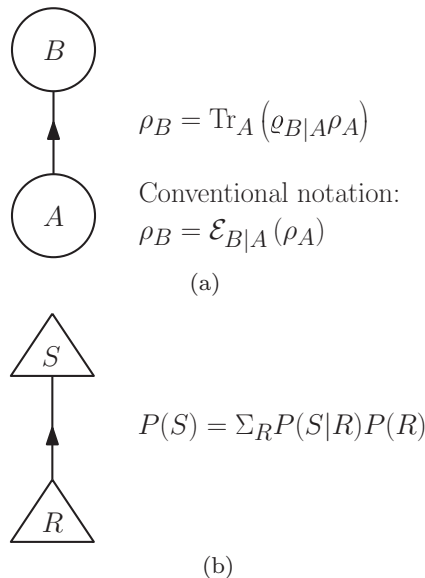 B
ρ_B = Tr_A (ϱ_{B|A} ρ_A)
A
Conventional notation:
ρ_B = ℰ_{B|A} (ρ_A)
(a)
S
P(S) = Σ_R P(S|R)P(R)
R
(b)